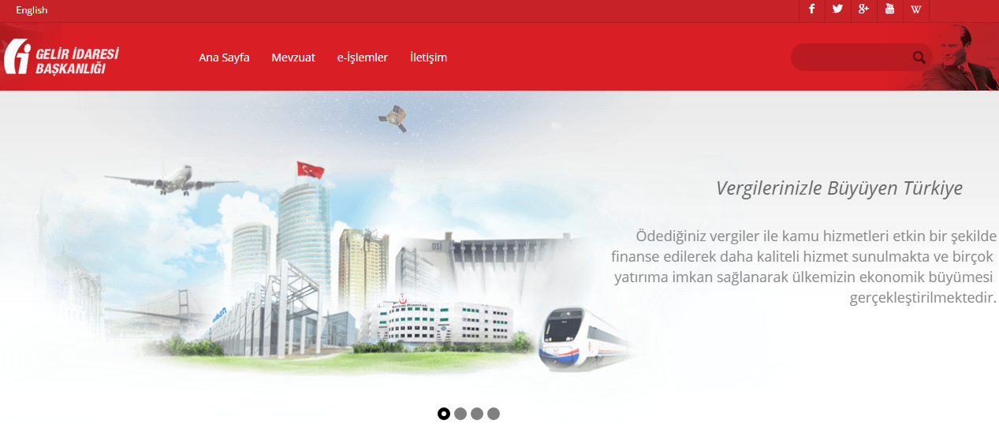 English
GELİR İDARESİ
BAŞKANLIĞI
Ana Sayfa
Mevzuat
e-İşlemler
İletişim
DSİ
Vergilerinizle Büyüyen Türkiye
Ödediğiniz vergiler ile kamu hizmetleri etkin bir şekilde
finanse edilerek daha kaliteli hizmet sunulmakta ve birçok
yatırıma imkan sağlanarak ülkemizin ekonomik büyümesi
gerçekleştirilmektedir.